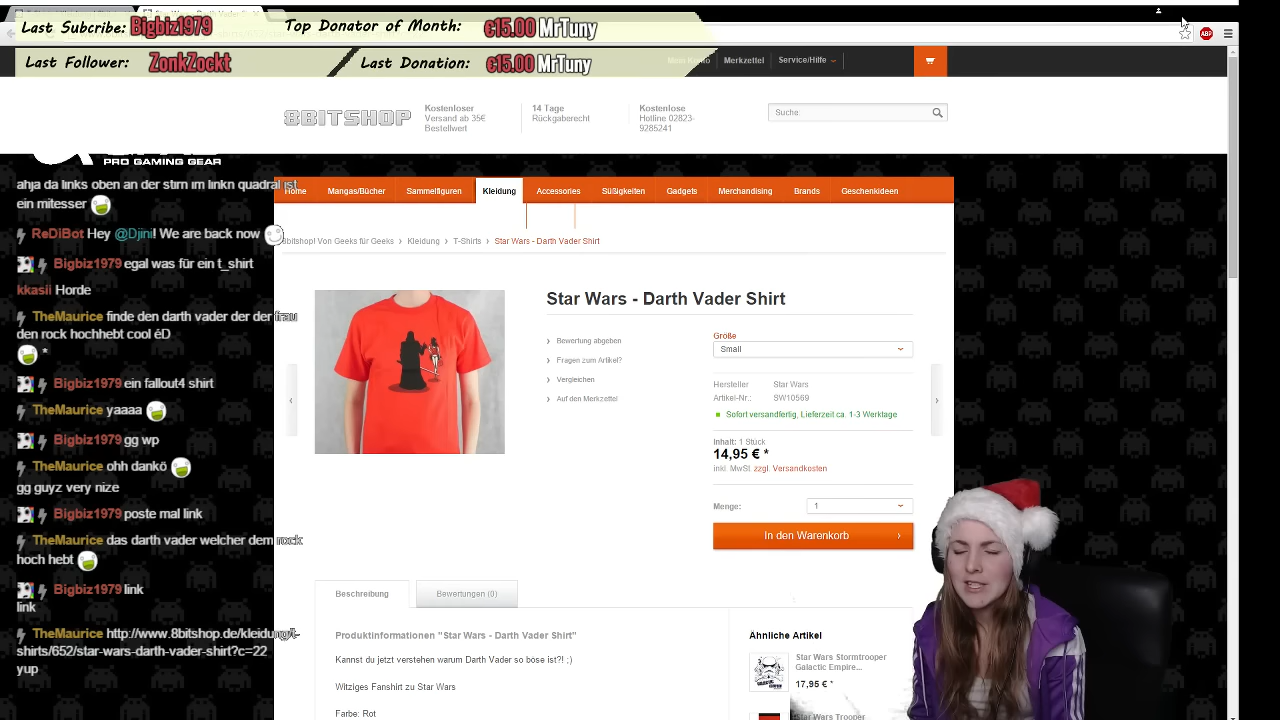 Last Subcribe: Bigbiz1979
Top Donator of Month: €15.00 MrTuny
Last Follower: ZonkZockt
Last Donation: €15.00 MrTuny
Mein Konto
Merkzettel
Service/Hilfe
ABP
8BITSHOP
Kostenloser
Versand ab 35€
Bestellwert
14 Tage
Rückgaberecht
Kostenlose
Hotline 02823-
9285241
Suche:
PRO GAMING GEAR
Home Mangas/Bücher Sammelfiguren Kleidung Accessories Süßigkeiten Gadgets Merchandising Brands Geschenkideen
8bitshop! Von Geeks für Geeks > Kleidung > T-Shirts > Star Wars - Darth Vader Shirt
ahja da links oben an der stirn im linkn quadrat ist
ein mitesser
ReDiBot Hey @Djini! We are back now
Bigbiz1979 egal was für ein t_shirt
kkasii Horde
TheMaurice finde den darth vader der der frau
den rock hochhebt cool éD
*
Bigbiz1979 ein fallout4 shirt
TheMaurice yaaaa
Bigbiz1979 gg wp
TheMaurice ohh dankö
gg guyz very nize
Bigbiz1979 poste mal link
TheMaurice das darth vader welcher dem rock
hoch hebt
Bigbiz1979 link
link
TheMaurice http://www.8bitshop.de/kleidung/t-
shirts/652/star-wars-darth-vader-shirt?c=22
yup
Star Wars - Darth Vader Shirt
Bewertung abgeben
Fragen zum Artikel?
Vergleichen
Auf den Merkzettel
Größe
Small
Hersteller Star Wars
Artikel-Nr.: SW10569
Sofort versandfertig, Lieferzeit ca. 1-3 Werktage
Inhalt: 1 Stück
14,95 € *
inkl. MwSt. zzgl. Versandkosten
Menge: 1
In den Warenkorb
Beschreibung
Bewertungen (0)
Produktinformationen "Star Wars - Darth Vader Shirt"
Kannst du jetzt verstehen warum Darth Vader so böse ist?! :)
Witziges Fanshirt zu Star Wars
Farbe: Rot
Ähnliche Artikel
Star Wars Stormtrooper
Galactic Empire...
17,95 € *
Star Wars Trooper